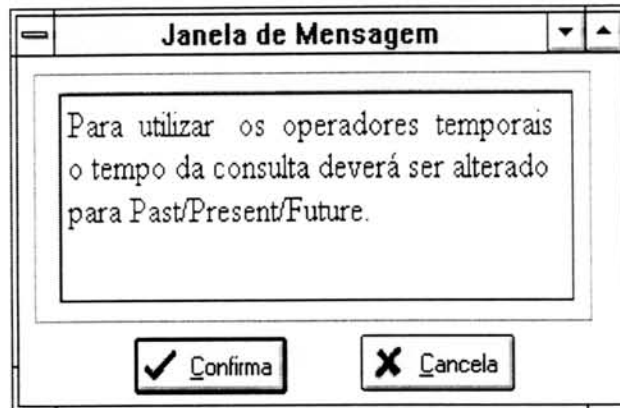 Janela de Mensagem
Para utilizar os operadores temporais
o tempo da consulta deverá ser alterado
para Past/Present/Future.
Confirma
Cancela